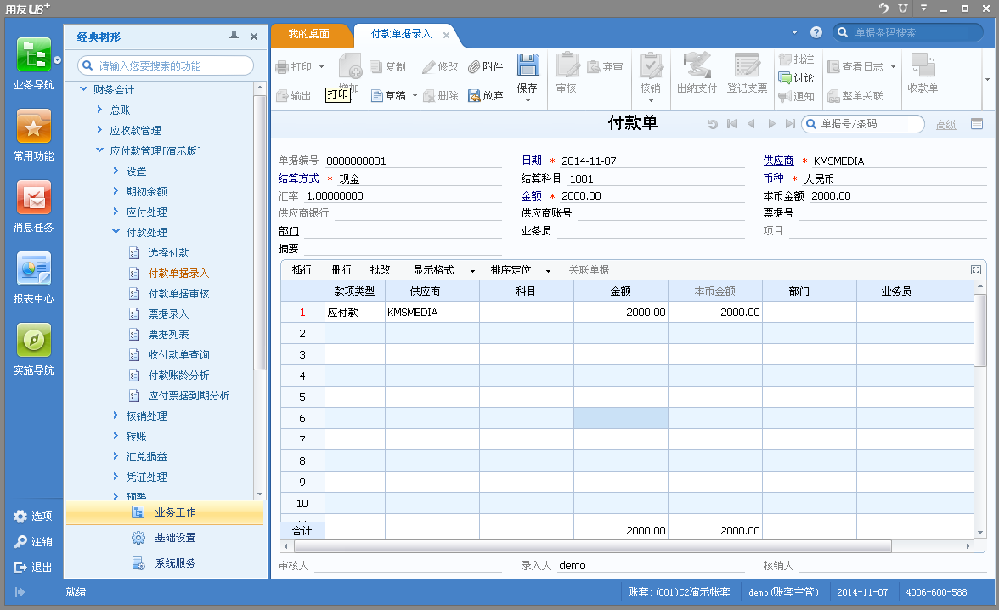 用友U8+
经典树形
我的桌面
付款单据录入
单据条码搜索
请输入您要搜索的功能
业务导航
常用功能
消息任务
报表中心
实施导航
选项
注销
退出
财务会计
总账
应收款管理
应付款管理[演示版]
设置
期初余额
应付处理
付款处理
选择付款
付款单据录入
付款单据审核
票据录入
票据列表
收付款单查询
付款账龄分析
应付票据到期分析
核销处理
转账
汇兑损益
凭证处理
预警
业务工作
基础设置
系统服务
打印 复制 修改 附件 保存 审核 弃审 核销 出纳支付 登记支票 批注 查看日志 收款单
讨论
输出 打印 草稿 删除 放弃 通知 整单关联
付款单
单据号/条码 高级
单据编号 0000000001 日期 * 2014-11-07 供应商 * KMSMEDIA
结算方式 * 现金 结算科目 1001 币种 * 人民币
汇率 1.00000000 金额 * 2000.00 本币金额 2000.00
供应商银行 供应商账号 票据号
部门 业务员 项目
摘要
插行 删行 批改 显示格式 排序定位 关联单据
款项类型 供应商 科目 金额 本币金额 部门 业务员
1 应付款 KMSMEDIA 2000.00 2000.00
2
3
4
5
6
7
8
9
10
合计 2000.00 2000.00
审核人 录入人 demo 核销人
就绪 账套: (001)C2演示帐套 demo(账套主管) 2014-11-07 4006-600-588